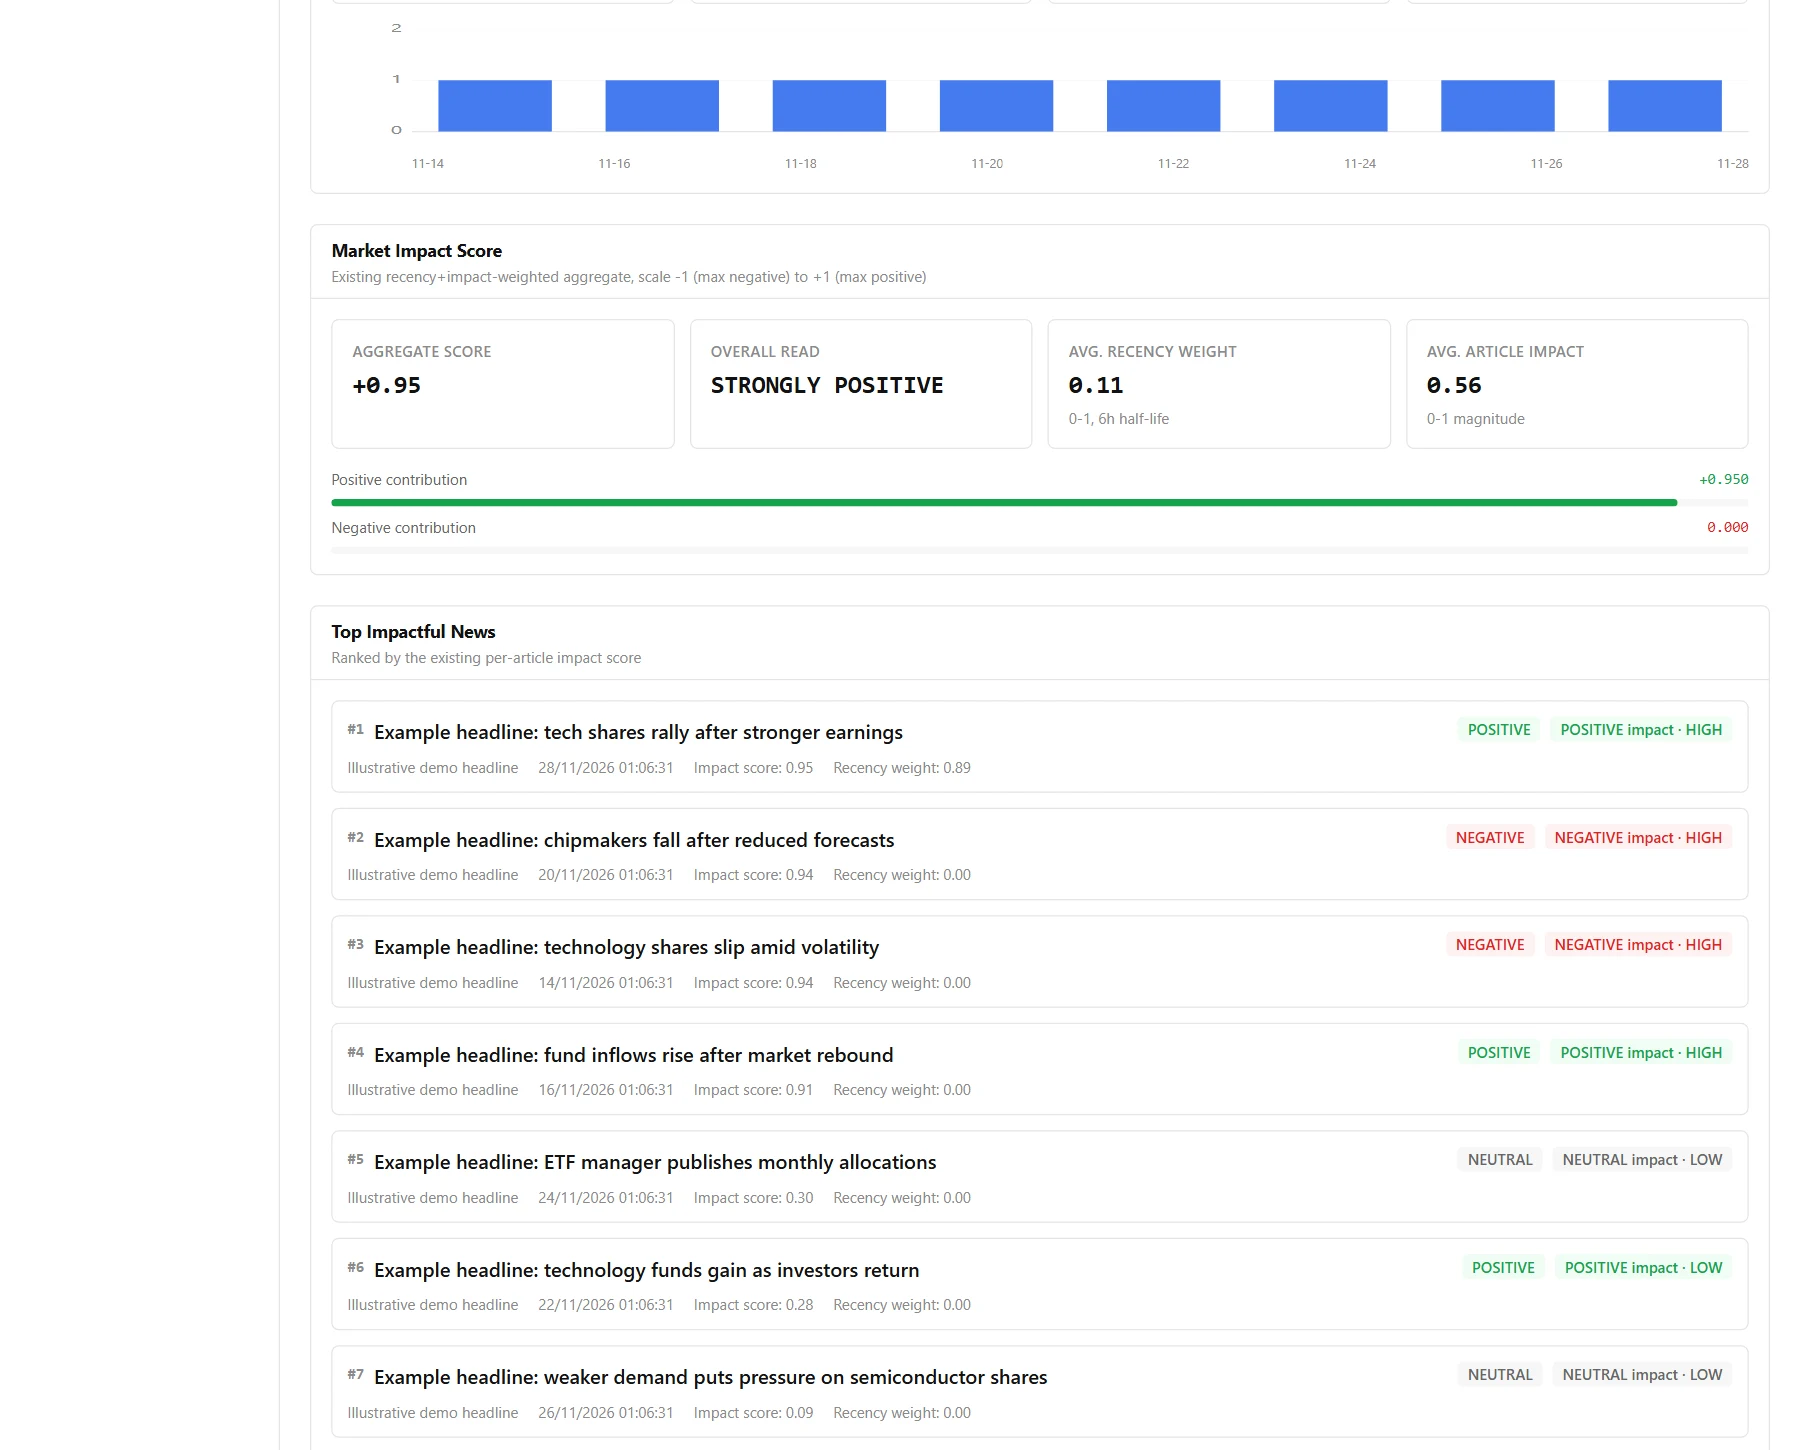 2
1
0
11-14 11-16 11-18 11-20 11-22 11-24 11-26 11-28
Market Impact Score
Existing recency+impact-weighted aggregate, scale -1 (max negative) to +1 (max positive)
AGGREGATE SCORE
+0.95
OVERALL READ
STRONGLY POSITIVE
AVG. RECENCY WEIGHT
0.11
0-1, 6h half-life
AVG. ARTICLE IMPACT
0.56
0-1 magnitude
Positive contribution +0.950
Negative contribution 0.000
Top Impactful News
Ranked by the existing per-article impact score
#1 Example headline: tech shares rally after stronger earnings POSITIVE POSITIVE impact · HIGH
Illustrative demo headline 28/11/2026 01:06:31 Impact score: 0.95 Recency weight: 0.89
#2 Example headline: chipmakers fall after reduced forecasts NEGATIVE NEGATIVE impact · HIGH
Illustrative demo headline 20/11/2026 01:06:31 Impact score: 0.94 Recency weight: 0.00
#3 Example headline: technology shares slip amid volatility NEGATIVE NEGATIVE impact · HIGH
Illustrative demo headline 14/11/2026 01:06:31 Impact score: 0.94 Recency weight: 0.00
#4 Example headline: fund inflows rise after market rebound POSITIVE POSITIVE impact · HIGH
Illustrative demo headline 16/11/2026 01:06:31 Impact score: 0.91 Recency weight: 0.00
#5 Example headline: ETF manager publishes monthly allocations NEUTRAL NEUTRAL impact · LOW
Illustrative demo headline 24/11/2026 01:06:31 Impact score: 0.30 Recency weight: 0.00
#6 Example headline: technology funds gain as investors return POSITIVE POSITIVE impact · LOW
Illustrative demo headline 22/11/2026 01:06:31 Impact score: 0.28 Recency weight: 0.00
#7 Example headline: weaker demand puts pressure on semiconductor shares NEUTRAL NEUTRAL impact · LOW
Illustrative demo headline 26/11/2026 01:06:31 Impact score: 0.09 Recency weight: 0.00